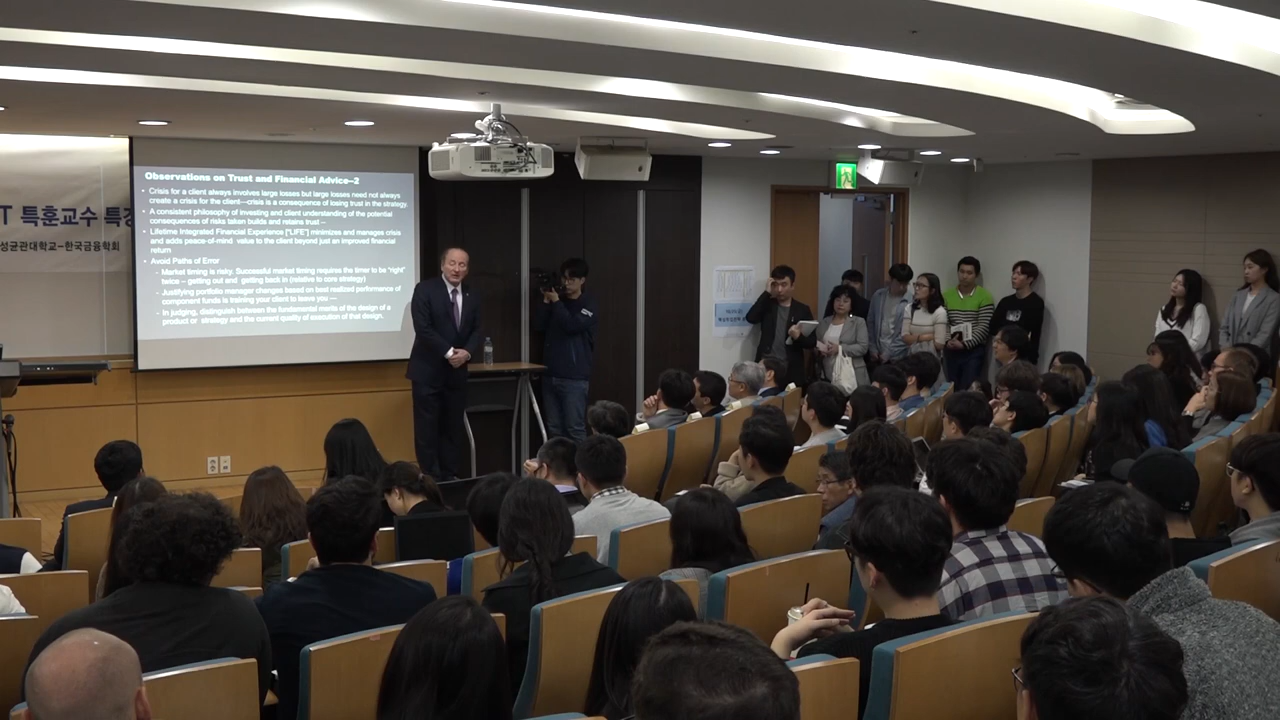 T 특훈교수 특강
성균관대학교-한국금융학회
Observations on Trust and Financial Advice–2
• Crisis for a client always involves large losses but large losses need not always
create a crisis for the client—crisis is a consequence of losing trust in the strategy.
• A consistent philosophy of investing and client understanding of the potential
consequences of risks taken builds and retains trust –
• Lifetime Integrated Financial Experience ["LIFE"] minimizes and manages crisis
and adds peace-of-mind value to the client beyond just an improved financial
return
• Avoid Paths of Error
– Market timing is risky. Successful market timing requires the timer to be "right"
twice – getting out and getting back in (relative to core strategy)
– Justifying portfolio manager changes based on best realized performance of
component funds is training your client to leave you —
– In judging, distinguish between the fundamental merits of the design of a
product or strategy and the current quality of execution of that design.